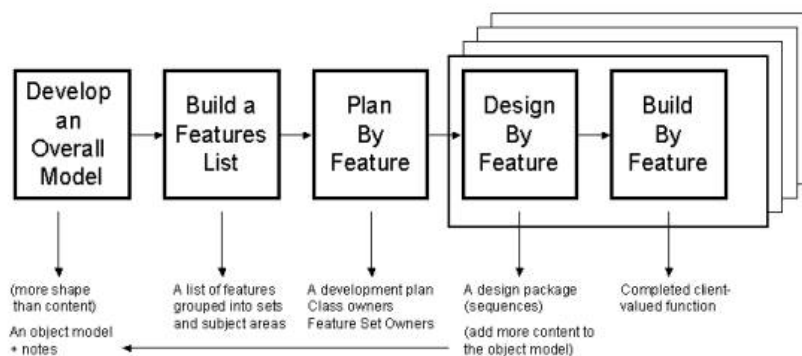 Develop
an
Overall
Model
Build a
Features
List
Plan
By
Feature
Design
By
Feature
Build
By
Feature
(more shape
than content)
An object model
+ notes
A list of features
grouped into sets
and subject areas
A development plan
Class owners
Feature Set Owners
A design package
(sequences)
(add more content to
the object model)
Completed client-
valued function